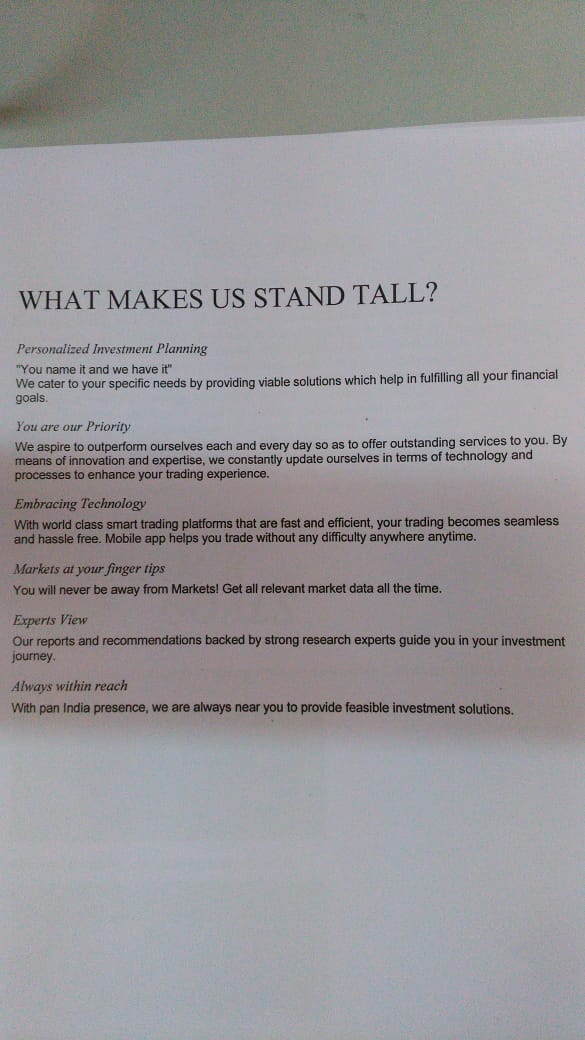 WHAT MAKES US STAND TALL?
Personalized Investment Planning
"You name it and we have it"
We cater to your specific needs by providing viable solutions which help in fulfilling all your financial
goals.
You are our Priority
We aspire to outperform ourselves each and every day so as to offer outstanding services to you. By
means of innovation and expertise, we constantly update ourselves in terms of technology and
processes to enhance your trading experience.
Embracing Technology
With world class smart trading platforms that are fast and efficient, your trading becomes seamless
and hassle free. Mobile app helps you trade without any difficulty anywhere anytime.
Markets at your finger tips
You will never be away from Markets! Get all relevant market data all the time.
Experts View
Our reports and recommendations backed by strong research experts guide you in your investment
journey.
Always within reach
With pan India presence, we are always near you to provide feasible investment solutions.